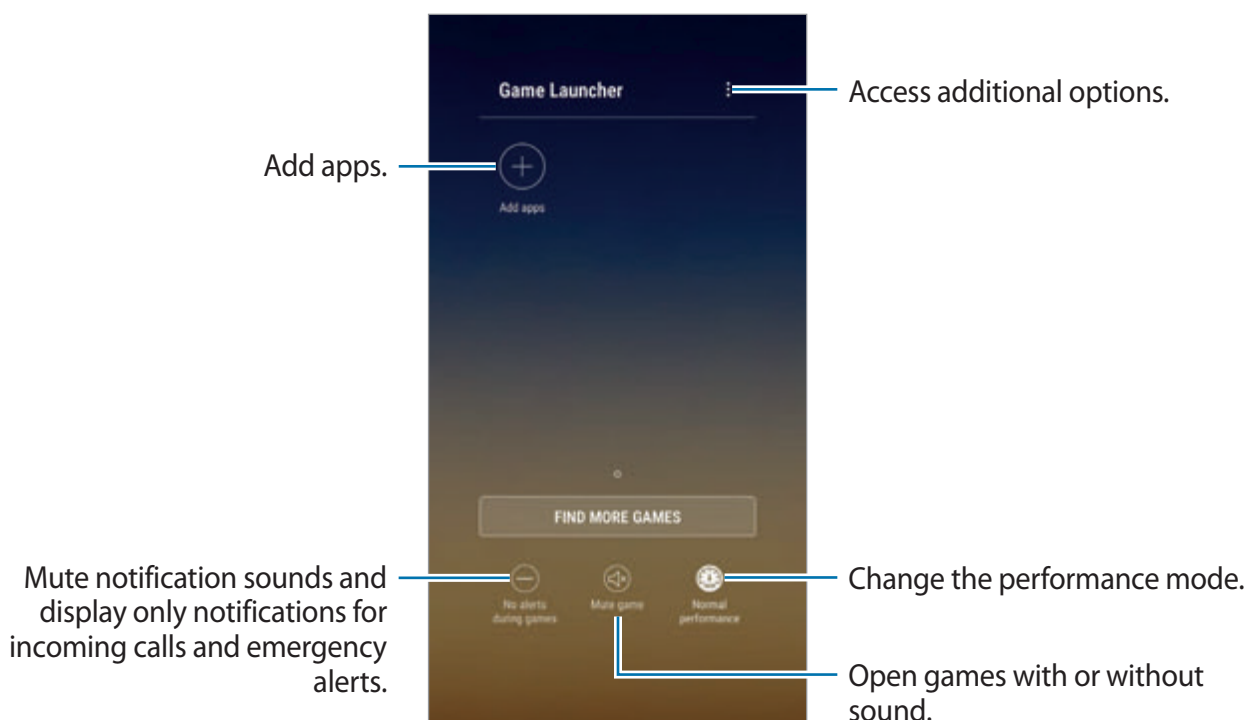 Game Launcher
Access additional options.
Add apps.
Add apps
FIND MORE GAMES
Mute notification sounds and
display only notifications for
incoming calls and emergency
alerts.
No alerts
during games
Mute game
Normal
performance
Change the performance mode.
Open games with or without
sound.